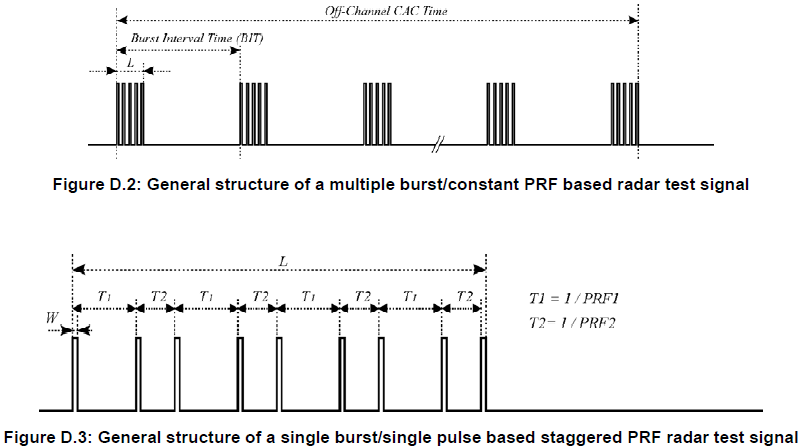 Off-Channel CAC Time
Burst Interval Time (BIT)
L
//
Figure D.2: General structure of a multiple burst/constant PRF based radar test signal
L
T1 T2 T1 T2 T1 T2 T1 T2
W
T1 = 1 / PRF1
T2= 1 / PRF2
Figure D.3: General structure of a single burst/single pulse based staggered PRF radar test signal